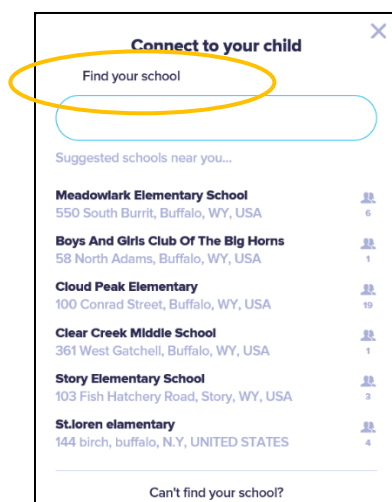 Connect to your child
Find your school
Suggested schools near you...
Meadowlark Elementary School
550 South Burrit, Buffalo, WY, USA
6
Boys And Girls Club Of The Big Horns
58 North Adams, Buffalo, WY, USA
1
Cloud Peak Elementary
100 Conrad Street, Buffalo, WY, USA
19
Clear Creek Middle School
361 West Gatchell, Buffalo, WY, USA
1
Story Elementary School
103 Fish Hatchery Road, Story, WY, USA
3
St.loren elamentary
144 birch, buffalo, N.Y, UNITED STATES
4
Can't find your school?